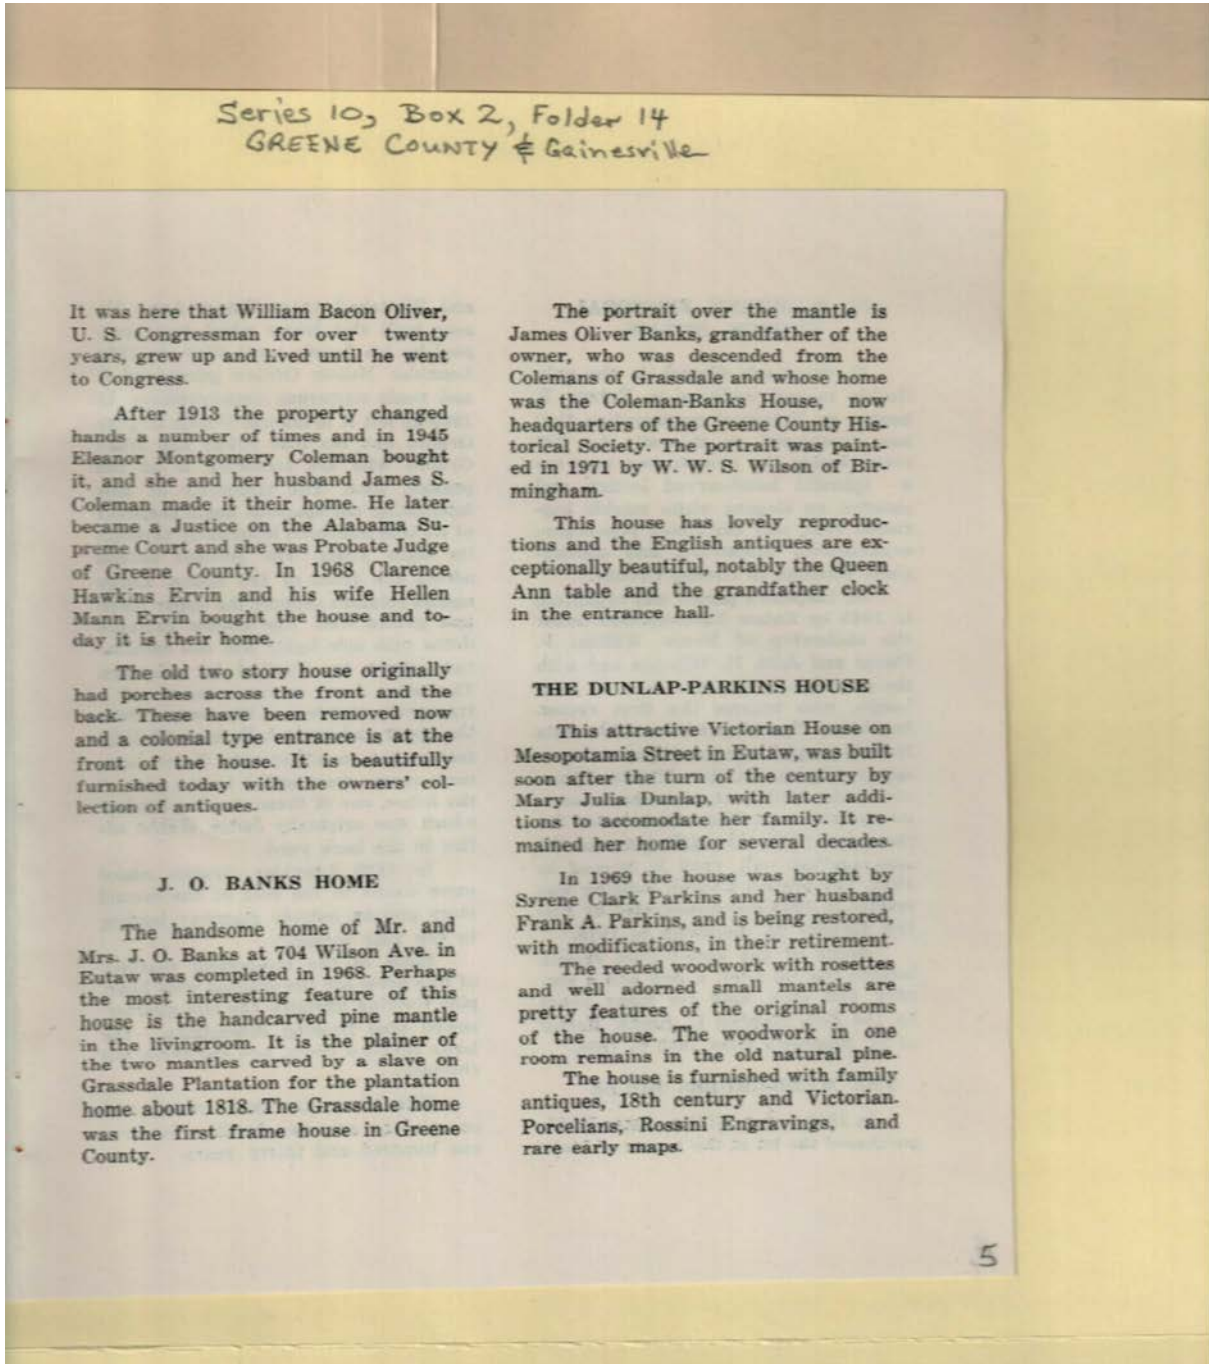 Series 10, Box 2, Folder 14
GREENE COUNTY & Gainesville
It was here that William Bacon Oliver,
U. S. Congressman for over twenty
years, grew up and lived until he went
to Congress.
After 1913 the property changed
hands a number of times and in 1945
Eleanor Montgomery Coleman bought
it, and she and her husband James S.
Coleman made it their home. He later
became a Justice on the Alabama Su-
preme Court and she was Probate Judge
of Greene County. In 1968 Clarence
Hawkins Ervin and his wife Hellen
Mann Ervin bought the house and to-
day it is their home.
The old two story house originally
had porches across the front and the
back. These have been removed now
and a colonial type entrance is at the
front of the house. It is beautifully
furnished today with the owners' col-
lection of antiques.
J. O. BANKS HOME
The handsome home of Mr. and
Mrs. J. O. Banks at 704 Wilson Ave. in
Eutaw was completed in 1968. Perhaps
the most interesting feature of this
house is the handcarved pine mantle
in the livingroom. It is the plainer of
the two mantles carved by a slave on
Grassdale Plantation for the plantation
home about 1818. The Grassdale home
was the first frame house in Greene
County.
The portrait over the mantle is
James Oliver Banks, grandfather of the
owner, who was descended from the
Colemans of Grassdale and whose home
was the Coleman-Banks House, now
headquarters of the Greene County His-
torical Society. The portrait was paint-
ed in 1971 by W. W. S. Wilson of Bir-
mingham.
This house has lovely reproduc-
tions and the English antiques are ex-
ceptionally beautiful, notably the Queen
Ann table and the grandfather clock
in the entrance hall.
THE DUNLAP-PARKINS HOUSE
This attractive Victorian House on
Mesopotamia Street in Eutaw, was built
soon after the turn of the century by
Mary Julia Dunlap, with later addi-
tions to accomodate her family. It re-
mained her home for several decades.
In 1969 the house was bought by
Syrene Clark Parkins and her husband
Frank A. Parkins, and is being restored,
with modifications, in their retirement.
The reeded woodwork with rosettes
and well adorned small mantels are
pretty features of the original rooms
of the house. The woodwork in one
room remains in the old natural pine.
The house is furnished with family
antiques, 18th century and Victorian.
Porcelians, Rossini Engravings, and
rare early maps.
5